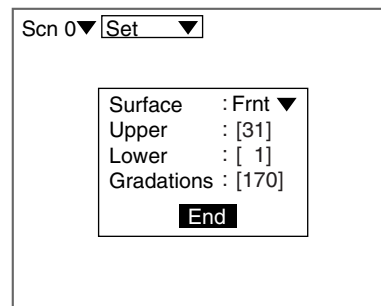 Scn 0▼ Set ▼
Surface : Frnt ▼
Upper : [31]
Lower : [ 1]
Gradations : [170]
End